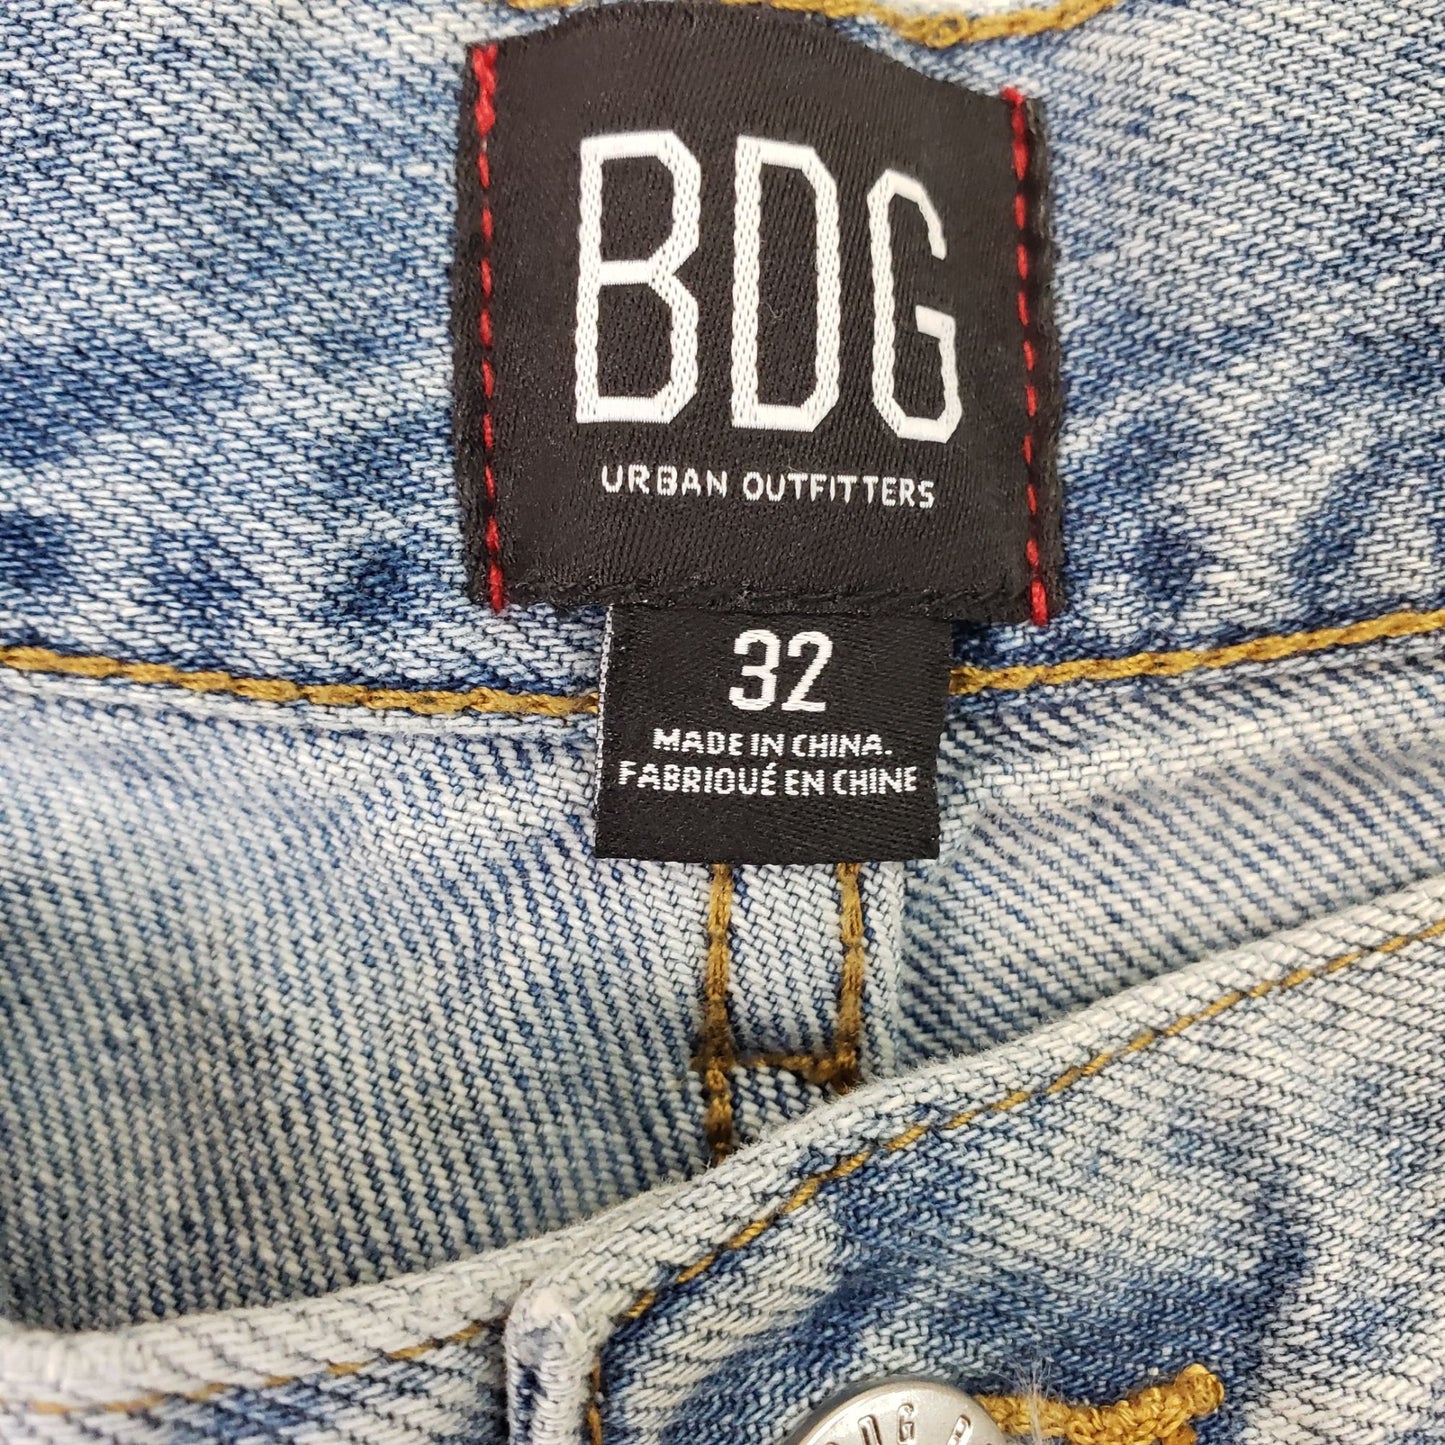 BDG
URBAN OUTFITTERS
32
MADE IN CHINA.
FABRIQUÉ EN CHINE